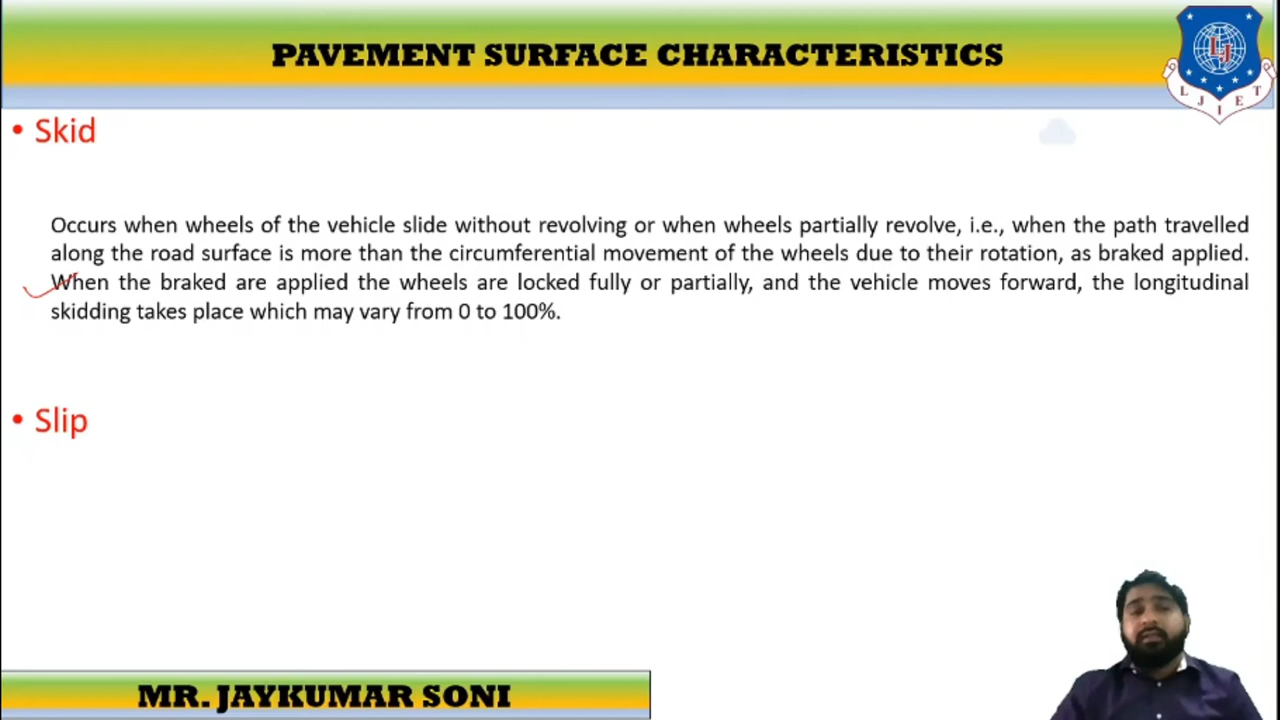 PAVEMENT SURFACE CHARACTERISTICS
LJ
L J I E T
• Skid
Occurs when wheels of the vehicle slide without revolving or when wheels partially revolve, i.e., when the path travelled
along the road surface is more than the circumferential movement of the wheels due to their rotation, as braked applied.
When the braked are applied the wheels are locked fully or partially, and the vehicle moves forward, the longitudinal
skidding takes place which may vary from 0 to 100%.
• Slip
MR. JAYKUMAR SONI